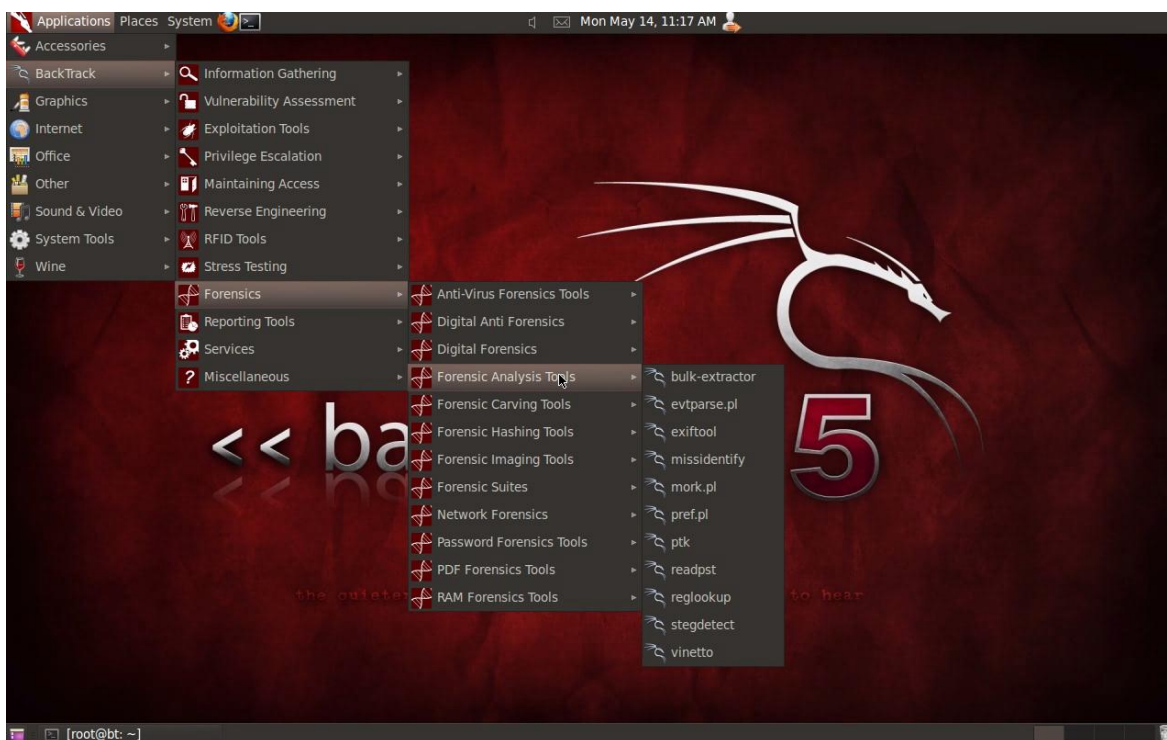 Applications Places System Mon May 14, 11:17 AM
Accessories
BackTrack
Graphics
Internet
Office
Other
Sound & Video
System Tools
Wine
Information Gathering
Vulnerability Assessment
Exploitation Tools
Privilege Escalation
Maintaining Access
Reverse Engineering
RFID Tools
Stress Testing
Forensics
Reporting Tools
Services
Miscellaneous
Anti-Virus Forensics Tools
Digital Anti Forensics
Digital Forensics
Forensic Analysis Tools
Forensic Carving Tools
Forensic Hashing Tools
Forensic Imaging Tools
Forensic Suites
Network Forensics
Password Forensics Tools
PDF Forensics Tools
RAM Forensics Tools
bulk-extractor
evtparse.pl
exiftool
missidentify
mork.pl
pref.pl
ptk
readpst
reglookup
stegdetect
vinetto
<< ba 5
the quieter to hear
[root@bt: ~]